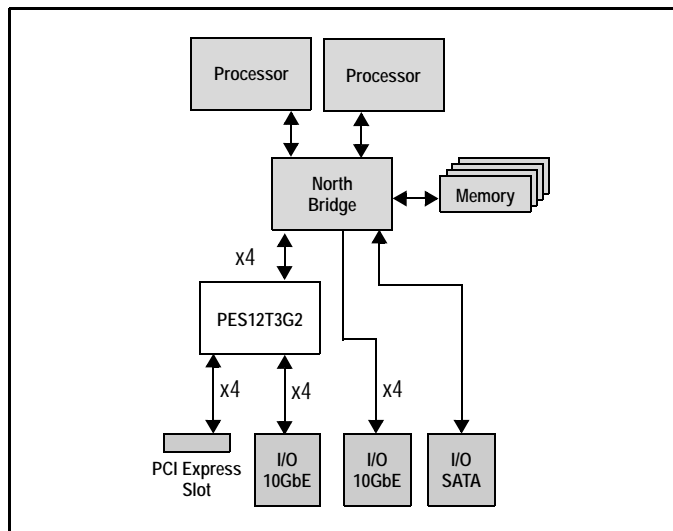 Processor
Processor
North
Bridge
Memory
x4
PES12T3G2
x4
x4
x4
PCI Express
Slot
I/O
10GbE
I/O
10GbE
I/O
SATA